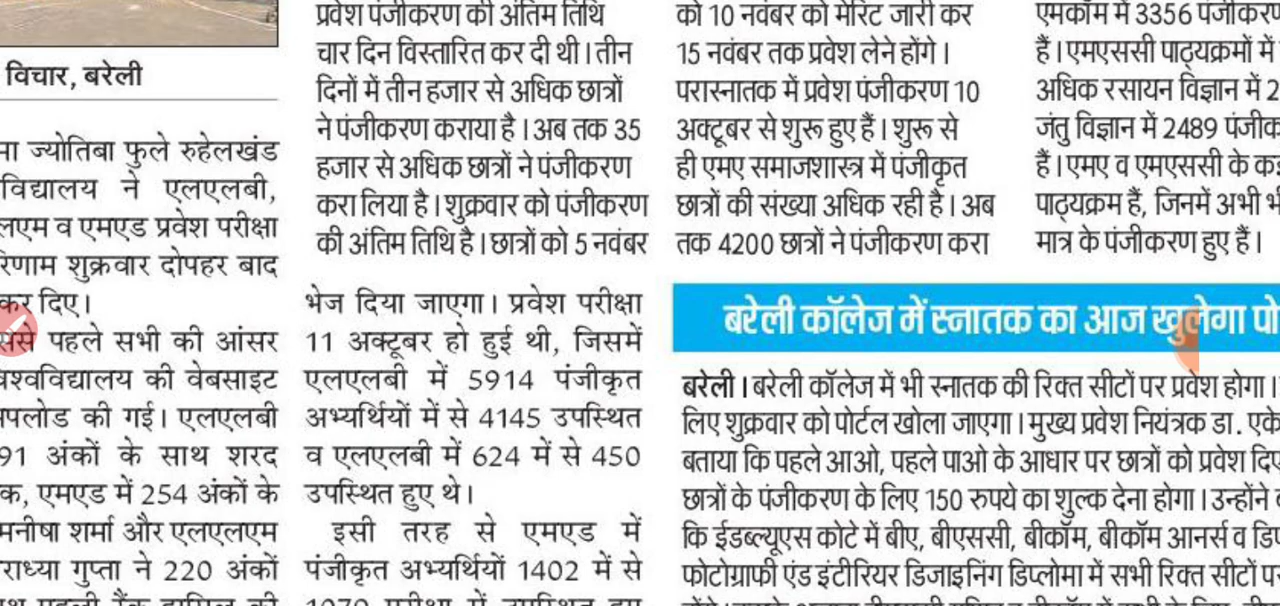 विचार, बरेली
ज्योतिबा फुले रुहेलखंड
विद्यालय ने एलएलबी,
व एमएड प्रवेश परीक्षा
शुक्रवार दोपहर बाद
कर दिए।
पहले सभी की आंसर
की वेबसाइट
की गई। एलएलबी
91 अंकों के साथ शरद
एमएड में 254 अंकों के
मनीषा शर्मा और एलएलएम
गुप्ता ने 220 अंकों
प्रवेश पंजीकरण की अंतिम तिथि
चार दिन विस्तारित कर दी थी। तीन
दिनों में तीन हजार से अधिक छात्रों
ने पंजीकरण कराया है। अब तक 35
हजार से अधिक छात्रों ने पंजीकरण
करा लिया है। शुक्रवार को पंजीकरण
की अंतिम तिथि है। छात्रों को 5 नवंबर
को 10 नवंबर को मेरिट जारी कर
15 नवंबर तक प्रवेश लेने होंगे।
परास्नातक में प्रवेश पंजीकरण 10
अक्टूबर से शुरू हुए हैं। शुरू से
ही एमए समाजशास्त्र में पंजीकृत
छात्रों की संख्या अधिक रही है। अब
तक 4200 छात्रों ने पंजीकरण करा
एमकॉम में 3356
हैं। एमएससी पाठ्यक्रमों में
अधिक रसायन विज्ञान में
जंतु विज्ञान में 2489
हैं। एमए व एमएससी के
पाठ्यक्रम हैं, जिनमें अभी
मात्र के पंजीकरण हुए हैं।
भेज दिया जाएगा। प्रवेश परीक्षा
11 अक्टूबर हो हुई थी, जिसमें
एलएलबी में 5914 पंजीकृत
अभ्यर्थियों में से 4145 उपस्थित
व एलएलबी में 624 में से 450
उपस्थित हुए थे।
इसी तरह से एमएड में
पंजीकृत अभ्यर्थियों 1402 में से
बरेली कॉलेज में स्नातक का आज खुलेगा
बरेली। बरेली कॉलेज में भी स्नातक की रिक्त सीटों पर प्रवेश होगा।
लिए शुक्रवार को पोर्टल खोला जाएगा। मुख्य प्रवेश नियंत्रक डा.
बताया कि पहले आओ, पहले पाओ के आधार पर छात्रों को प्रवेश
छात्रों के पंजीकरण के लिए 150 रुपये का शुल्क देना होगा। उन्होंने
कि ईडब्ल्यूएस कोटे में बीए, बीएससी, बीकॉम, बीकॉम आनर्स व
फोटोग्राफी एंड इंटीरियर डिजाइनिंग डिप्लोमा में सभी रिक्त सीटों